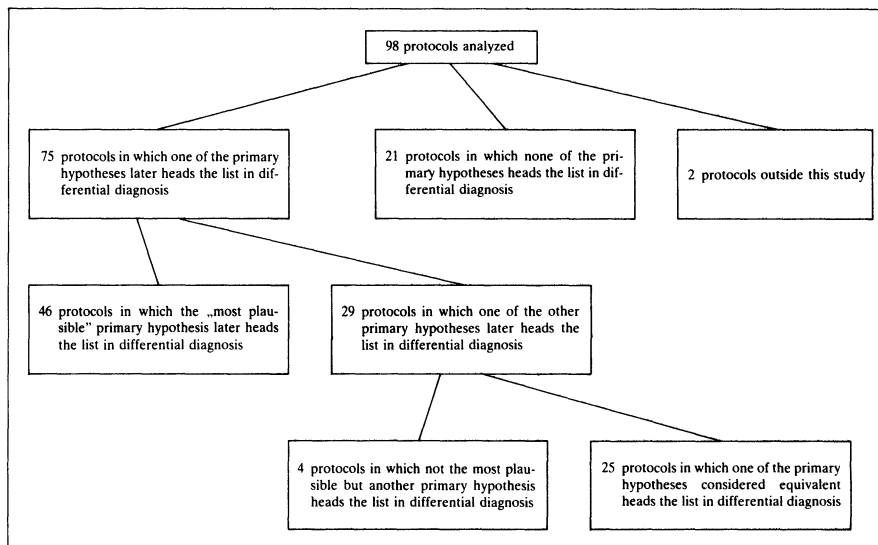 98 protocols analyzed
75 protocols in which one of the primary
hypotheses later heads the list in dif-
ferential diagnosis
21 protocols in which none of the pri-
mary hypotheses heads the list in dif-
ferential diagnosis
2 protocols outside this study
46 protocols in which the „most plau-
sible” primary hypothesis later heads
the list in differential diagnosis
29 protocols in which one of the other
primary hypotheses later heads the
list in differential diagnosis
4 protocols in which not the most plau-
sible but another primary hypothesis
heads the list in differential diagnosis
25 protocols in which one of the primary
hypotheses considered equivalent
heads the list in differential diagnosis